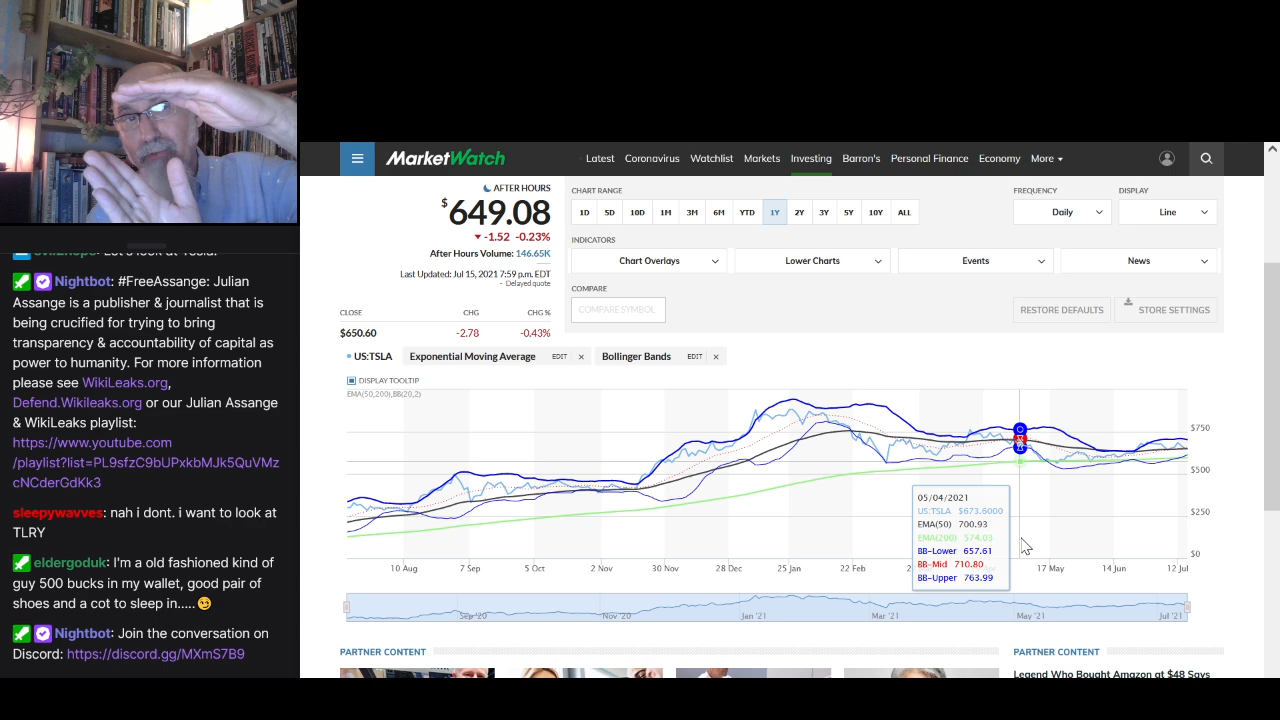 Let's look at Tesla.
Nightbot: #FreeAssange: Julian
Assange is a publisher & journalist that is
being crucified for trying to bring
transparency & accountability of capital as
power to humanity. For more information
please see WikiLeaks.org,
Defend.Wikileaks.org or our Julian Assange
& WikiLeaks playlist:
https://www.youtube.com
/playlist?list=PL9sfzC9bUPxkbMJk5QuVMz
cNCderGdKk3
sleepywavves: nah i dont. i want to look at
TLRY
eldergoduk: I'm a old fashioned kind of
guy 500 bucks in my wallet, good pair of
shoes and a cot to sleep in.....😏
Nightbot: Join the conversation on
Discord: https://discord.gg/MXmS7B9
MarketWatch
Latest Coronavirus Watchlist Markets Investing Barron's Personal Finance Economy More
AFTER HOURS
$649.08
-1.52 -0.23%
After Hours Volume: 146.65K
Last Updated: Jul 15, 2021 7:59 p.m. EDT
Delayed quote
CLOSE CHG CHG %
$650.60 -2.78 -0.43%
CHART RANGE
1D 5D 10D 1M 3M 6M YTD 1Y 2Y 3Y 5Y 10Y ALL
FREQUENCY
Daily
DISPLAY
Line
INDICATORS
Chart Overlays Lower Charts Events News
COMPARE
COMPARE SYMBOL
RESTORE DEFAULTS STORE SETTINGS
US:TSLA Exponential Moving Average EDIT × Bollinger Bands EDIT ×
DISPLAY TOOLTIP
EMA(50,200),BB(20,2)
$750
$500
$250
$0
05/04/2021
US:TSLA $673.6000
EMA(50) 700.93
EMA(200) 574.03
BB-Lower 657.61
BB-Mid 710.80
BB-Upper 763.99
10 Aug 7 Sep 5 Oct 2 Nov 30 Nov 28 Dec 25 Jan 22 Feb 17 May 14 Jun 12 Jul
Sep '20 Nov '20 Jan '21 Mar '21 May '21 Jul '21
PARTNER CONTENT
PARTNER CONTENT
Legend Who Bought Amazon at $48 Says